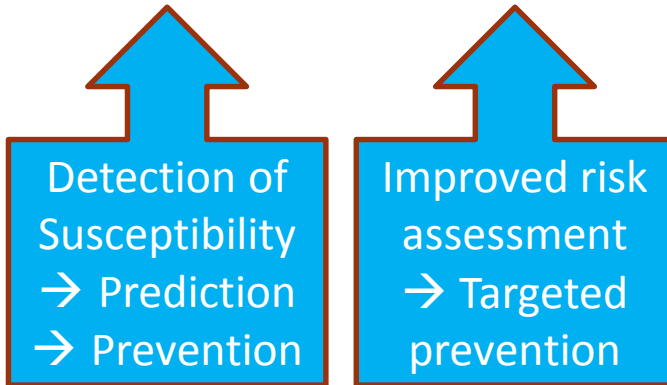 Detection of
Susceptibility
→ Prediction
→ Prevention
Improved risk
assessment
→ Targeted
prevention